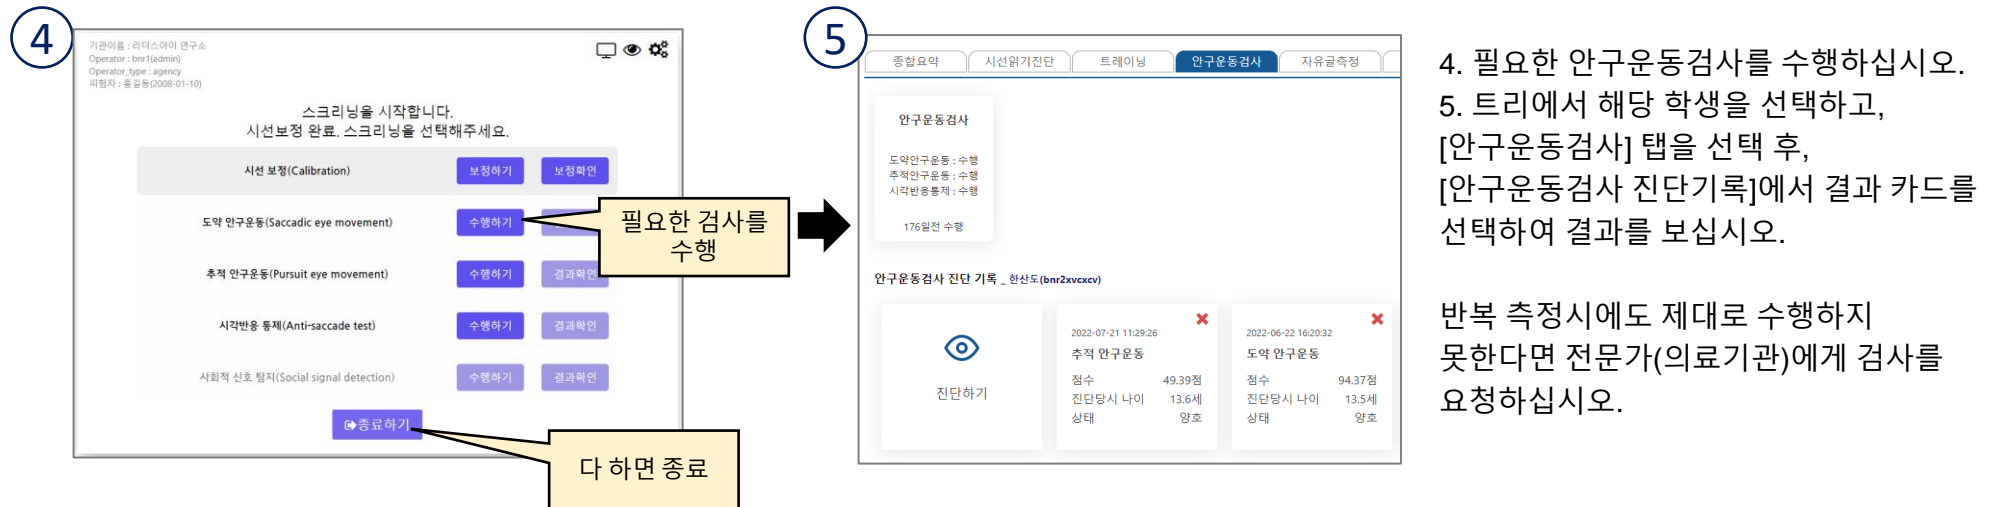 4
기관이름 : 리더스아이 연구소
Operator : bnr1(admin)
Operator_type : agency
피험자 : 홍길동(2008-01-10)
스크리닝을 시작합니다.
시선보정 완료. 스크리닝을 선택해주세요.
시선 보정(Calibration) 보정하기 보정확인
도약 안구운동(Saccadic eye movement) 수행하기
추적 안구운동(Pursuit eye movement) 수행하기 결과확인
시각반응 통제(Anti-saccade test) 수행하기 결과확인
사회적 신호 탐지(Social signal detection) 수행하기 결과확인
종료하기
필요한 검사를
수행
다 하면 종료
5
종합요약 시선읽기진단 트레이닝 안구운동검사 자유글측정
안구운동검사
도약안구운동 : 수행
추적안구운동 : 수행
시각반응통제 : 수행
176일전 수행
안구운동검사 진단 기록 _ 한산도(bnr2xvcxcv)
진단하기
2022-07-21 11:29:26
추적 안구운동
점수 49.39점
진단당시 나이 13.6세
상태 양호
2022-06-22 16:20:32
도약 안구운동
점수 94.37점
진단당시 나이 13.5세
상태 양호
4. 필요한 안구운동검사를 수행하십시오.
5. 트리에서 해당 학생을 선택하고,
[안구운동검사] 탭을 선택 후,
[안구운동검사 진단기록]에서 결과 카드를
선택하여 결과를 보십시오.
반복 측정시에도 제대로 수행하지
못한다면 전문가(의료기관)에게 검사를
요청하십시오.